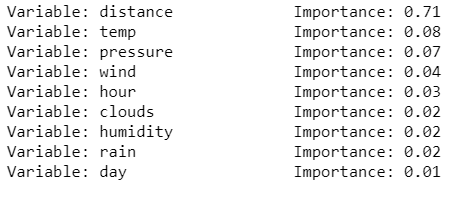 Variable: distance Importance: 0.71
Variable: temp Importance: 0.08
Variable: pressure Importance: 0.07
Variable: wind Importance: 0.04
Variable: hour Importance: 0.03
Variable: clouds Importance: 0.02
Variable: humidity Importance: 0.02
Variable: rain Importance: 0.02
Variable: day Importance: 0.01